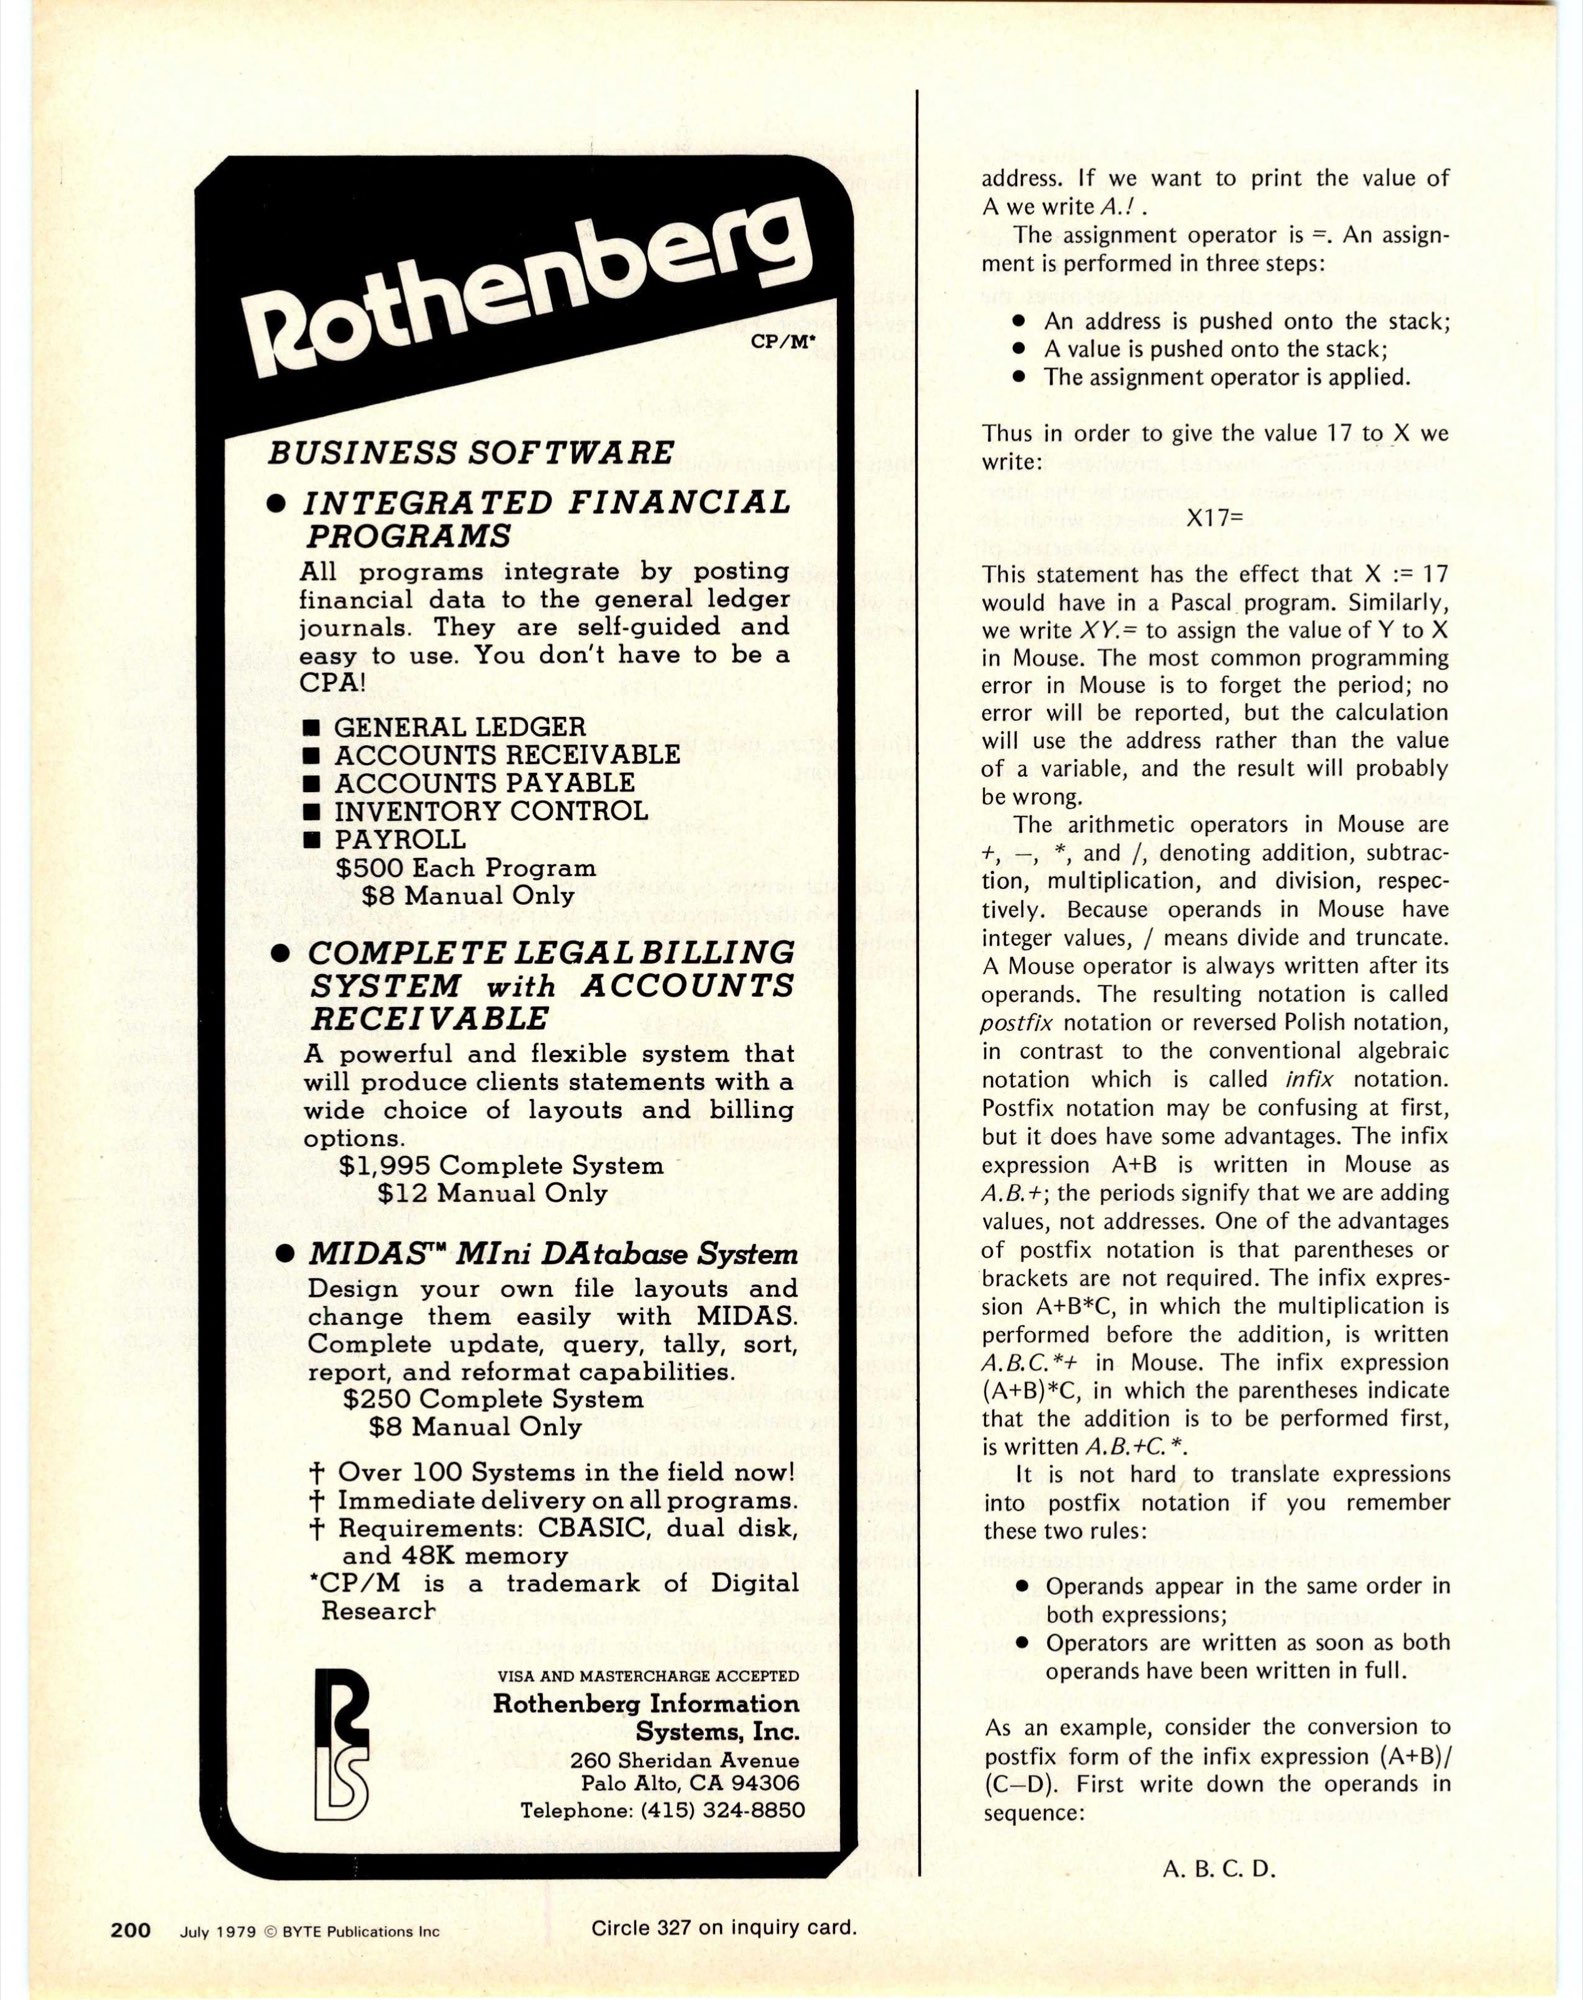 Rothenberg
CP/M*
BUSINESS SOFTWARE
● INTEGRATED FINANCIAL
PROGRAMS
All programs integrate by posting
financial data to the general ledger
journals. They are self-guided and
easy to use. You don't have to be a
CPA!
■ GENERAL LEDGER
■ ACCOUNTS RECEIVABLE
■ ACCOUNTS PAYABLE
■ INVENTORY CONTROL
■ PAYROLL
$500 Each Program
$8 Manual Only
● COMPLETE LEGAL BILLING
SYSTEM with ACCOUNTS
RECEIVABLE
A powerful and flexible system that
will produce clients statements with a
wide choice of layouts and billing
options.
$1,995 Complete System
$12 Manual Only
● MIDAS™ MIni DAtabase System
Design your own file layouts and
change them easily with MIDAS.
Complete update, query, tally, sort,
report, and reformat capabilities.
$250 Complete System
$8 Manual Only
† Over 100 Systems in the field now!
† Immediate delivery on all programs.
† Requirements: CBASIC, dual disk,
and 48K memory
*CP/M is a trademark of Digital
Research
RIS
VISA AND MASTERCHARGE ACCEPTED
Rothenberg Information
Systems, Inc.
260 Sheridan Avenue
Palo Alto, CA 94306
Telephone: (415) 324-8850
address. If we want to print the value of
A we write A.! .
The assignment operator is =. An assign-
ment is performed in three steps:
● An address is pushed onto the stack;
● A value is pushed onto the stack;
● The assignment operator is applied.
Thus in order to give the value 17 to X we
write:
X17=
This statement has the effect that X := 17
would have in a Pascal program. Similarly,
we write XY.= to assign the value of Y to X
in Mouse. The most common programming
error in Mouse is to forget the period; no
error will be reported, but the calculation
will use the address rather than the value
of a variable, and the result will probably
be wrong.
The arithmetic operators in Mouse are
+, −, *, and /, denoting addition, subtrac-
tion, multiplication, and division, respec-
tively. Because operands in Mouse have
integer values, / means divide and truncate.
A Mouse operator is always written after its
operands. The resulting notation is called
postfix notation or reversed Polish notation,
in contrast to the conventional algebraic
notation which is called infix notation.
Postfix notation may be confusing at first,
but it does have some advantages. The infix
expression A+B is written in Mouse as
A.B.+; the periods signify that we are adding
values, not addresses. One of the advantages
of postfix notation is that parentheses or
brackets are not required. The infix expres-
sion A+B*C, in which the multiplication is
performed before the addition, is written
A.B.C.*+ in Mouse. The infix expression
(A+B)*C, in which the parentheses indicate
that the addition is to be performed first,
is written A.B.+C.*.
It is not hard to translate expressions
into postfix notation if you remember
these two rules:
● Operands appear in the same order in
both expressions;
● Operators are written as soon as both
operands have been written in full.
As an example, consider the conversion to
postfix form of the infix expression (A+B)/
(C−D). First write down the operands in
sequence:
A. B. C. D.
200 July 1979 © BYTE Publications Inc
Circle 327 on inquiry card.